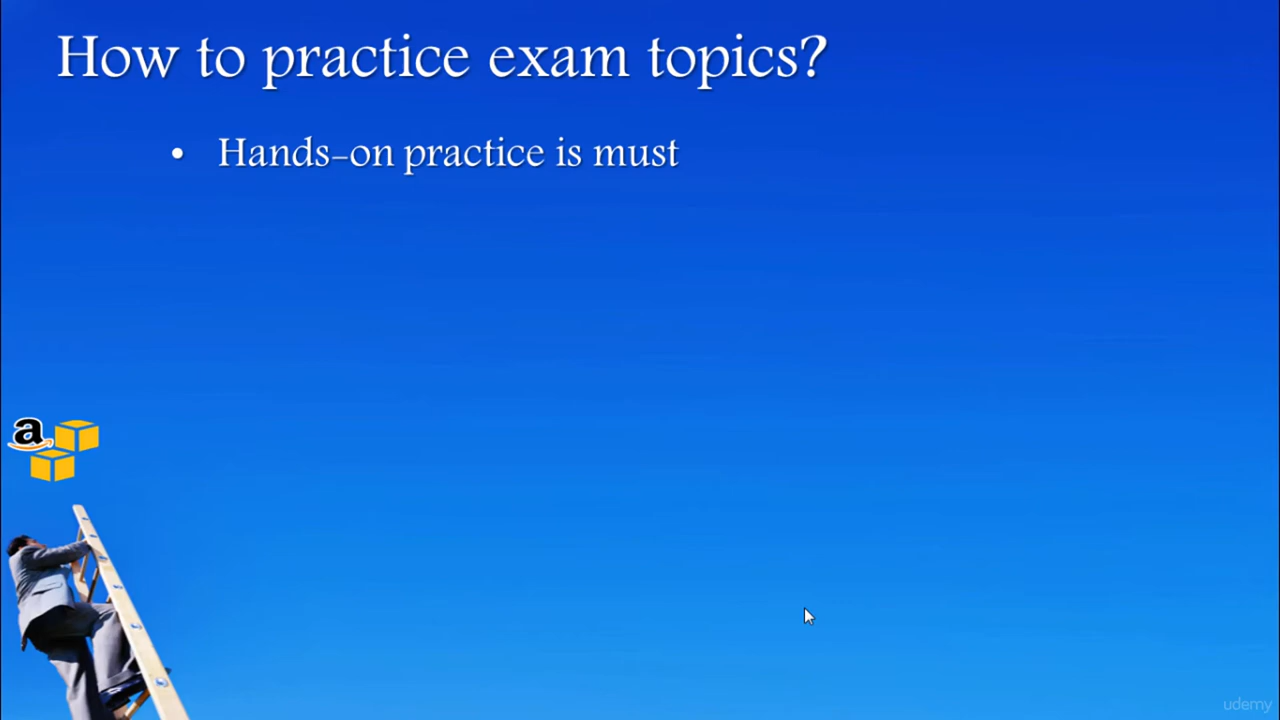 How to practice exam topics?
• Hands-on practice is must
a
udemy